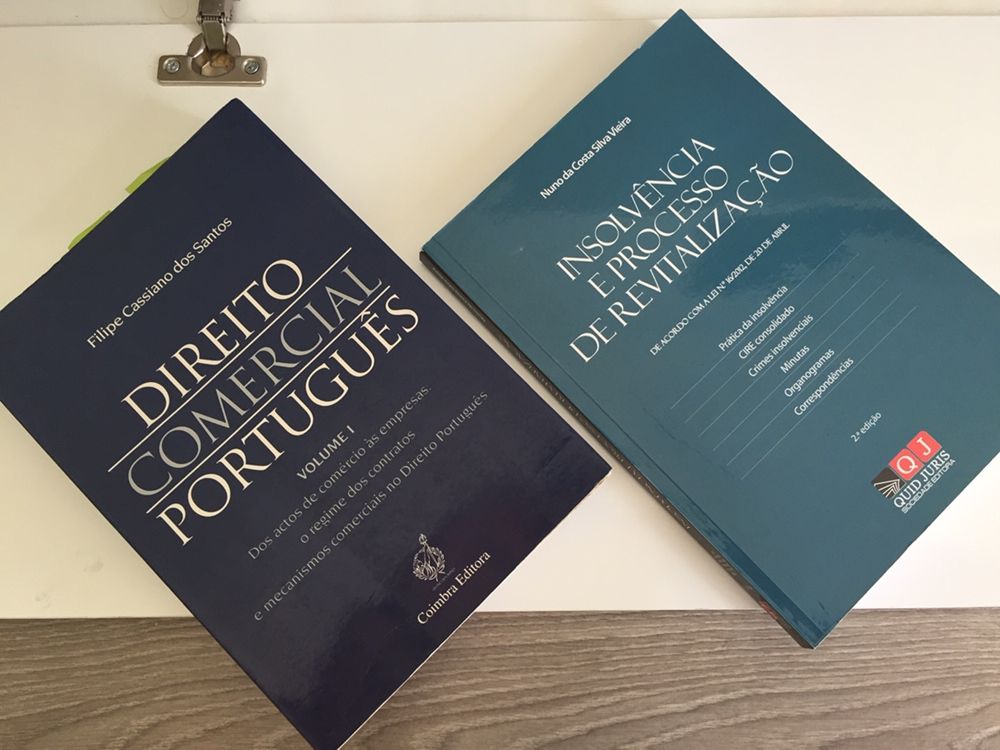 Filipe Cassiano dos Santos
DIREITO
COMERCIAL
PORTUGUÊS
VOLUME I
Dos actos de comércio às empresas.
o regime dos contratos
e mecanismos comerciais no Direito Português
Coimbra Editora
Nuno da Costa Silva Vieira
INSOLVÊNCIA
E PROCESSO
DE REVITALIZAÇÃO
DE ACORDO COM A LEI N.º 16/2012, DE 20 DE ABRIL
Prática da insolvência
CIRE consolidado
Crimes insolvenciais
Minutas
Organogramas
Correspondências
2.ª edição
QJ
QUID JURIS
SOCIEDADE EDITORA